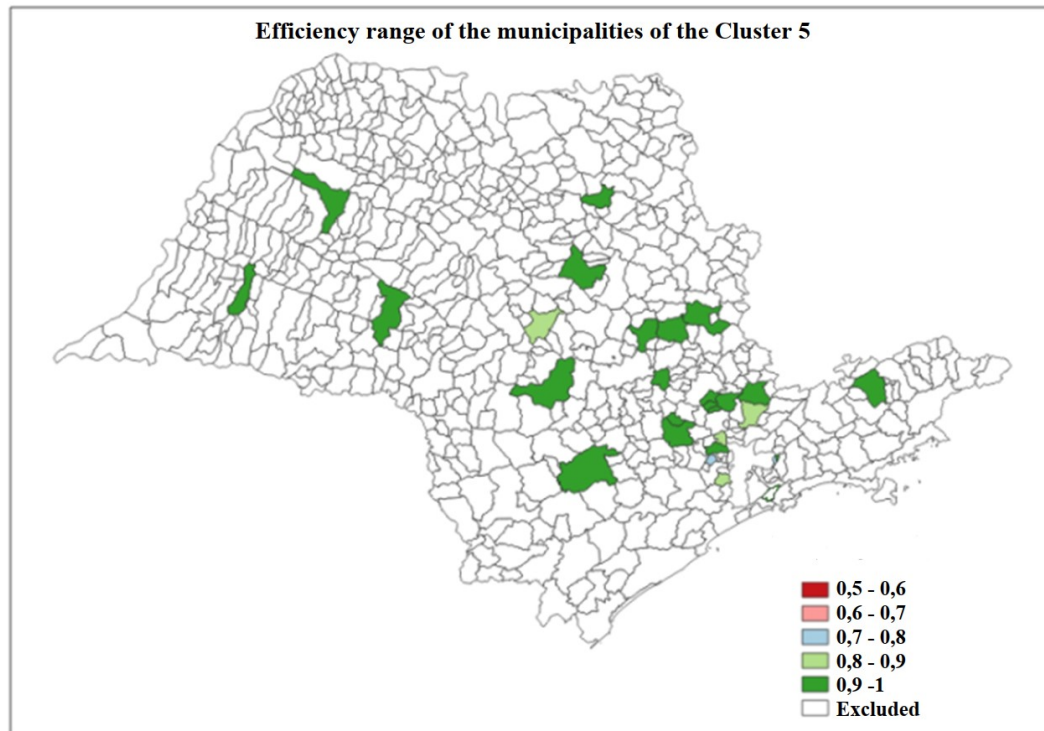 Efficiency range of the municipalities of the Cluster 5
0,5 - 0,6
0,6 - 0,7
0,7 - 0,8
0,8 - 0,9
0,9 -1
Excluded